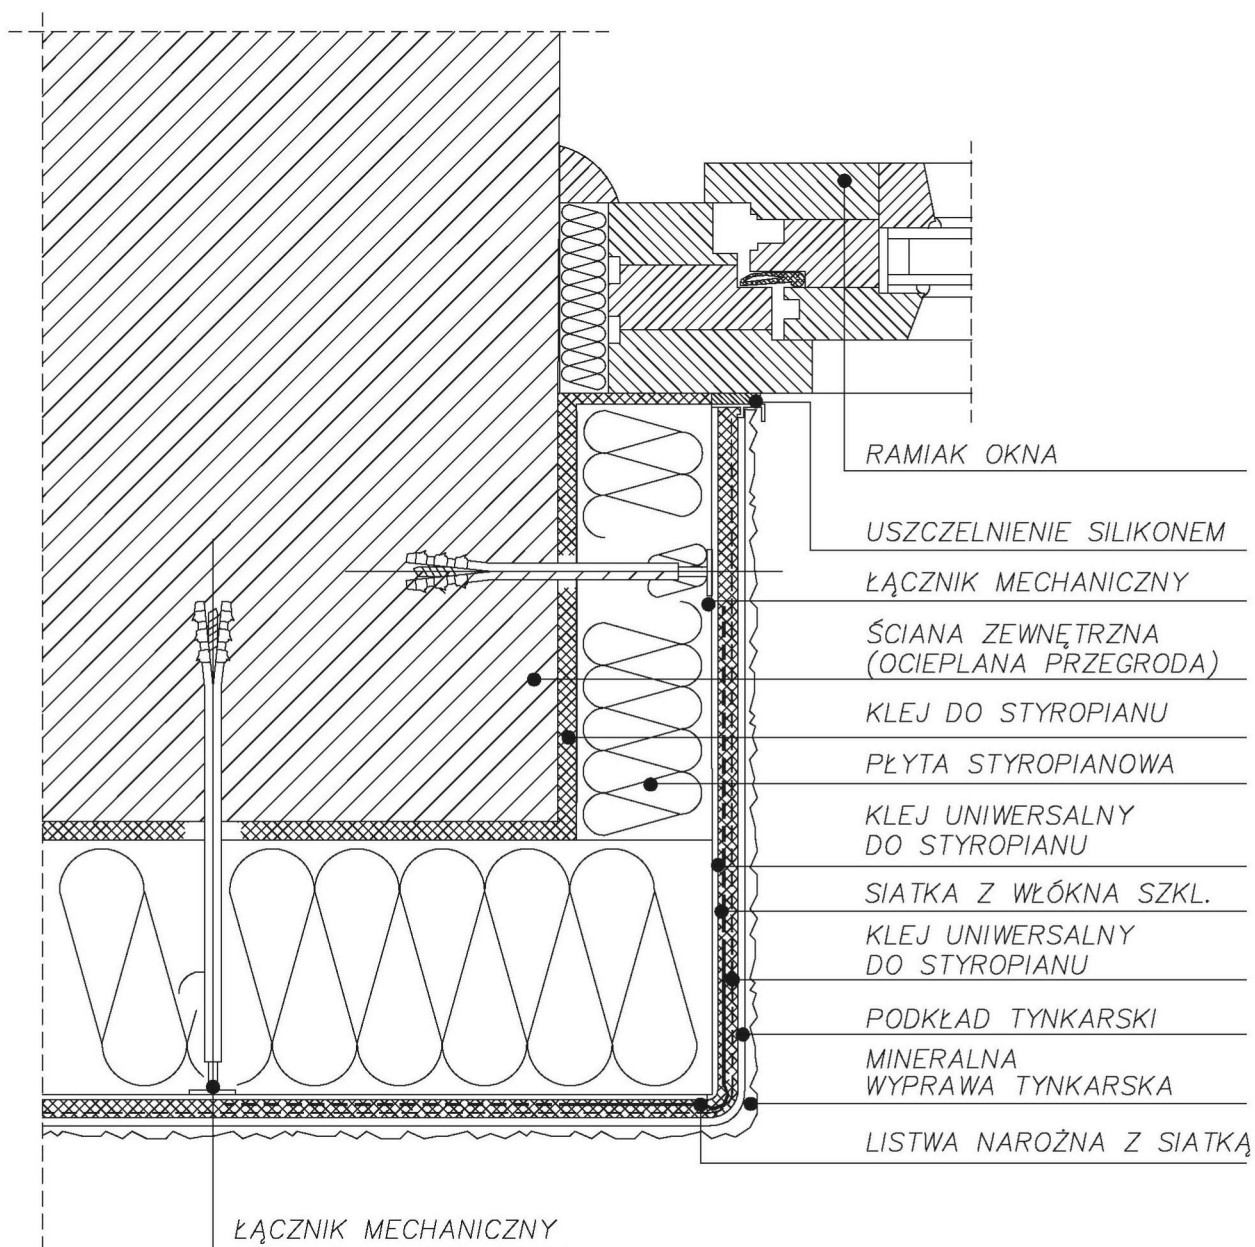 RAMIAK OKNA
USZCZELNIENIE SILIKONEM
ŁĄCZNIK MECHANICZNY
ŚCIANA ZEWNĘTRZNA
(OCIEPLANA PRZEGRODA)
KLEJ DO STYROPIANU
PŁYTA STYROPIANOWA
KLEJ UNIWERSALNY
DO STYROPIANU
SIATKA Z WŁÓKNA SZKL.
KLEJ UNIWERSALNY
DO STYROPIANU
PODKŁAD TYNKARSKI
MINERALNA
WYPRAWA TYNKARSKA
LISTWA NAROŻNA Z SIATKĄ
ŁĄCZNIK MECHANICZNY